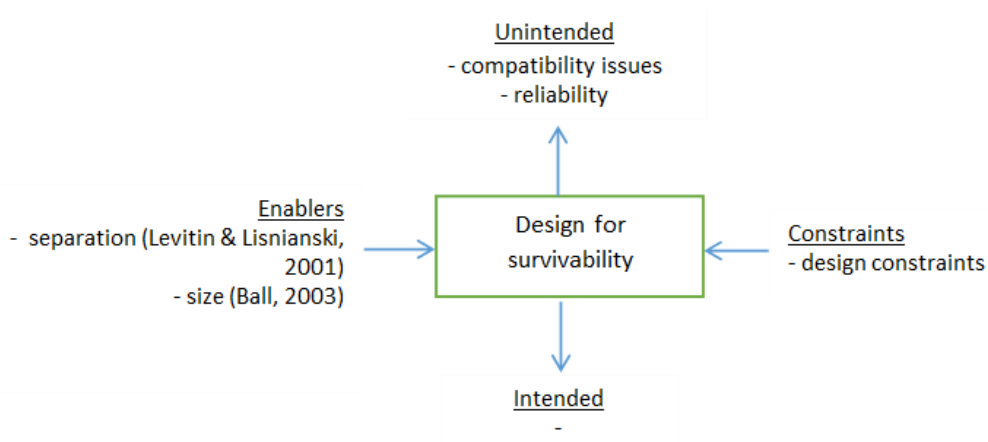 Unintended
- compatibility issues
- reliability
Enablers
- separation (Levitin & Lisnianski,
2001)
- size (Ball, 2003)
Design for
survivability
Constraints
- design constraints
Intended
-